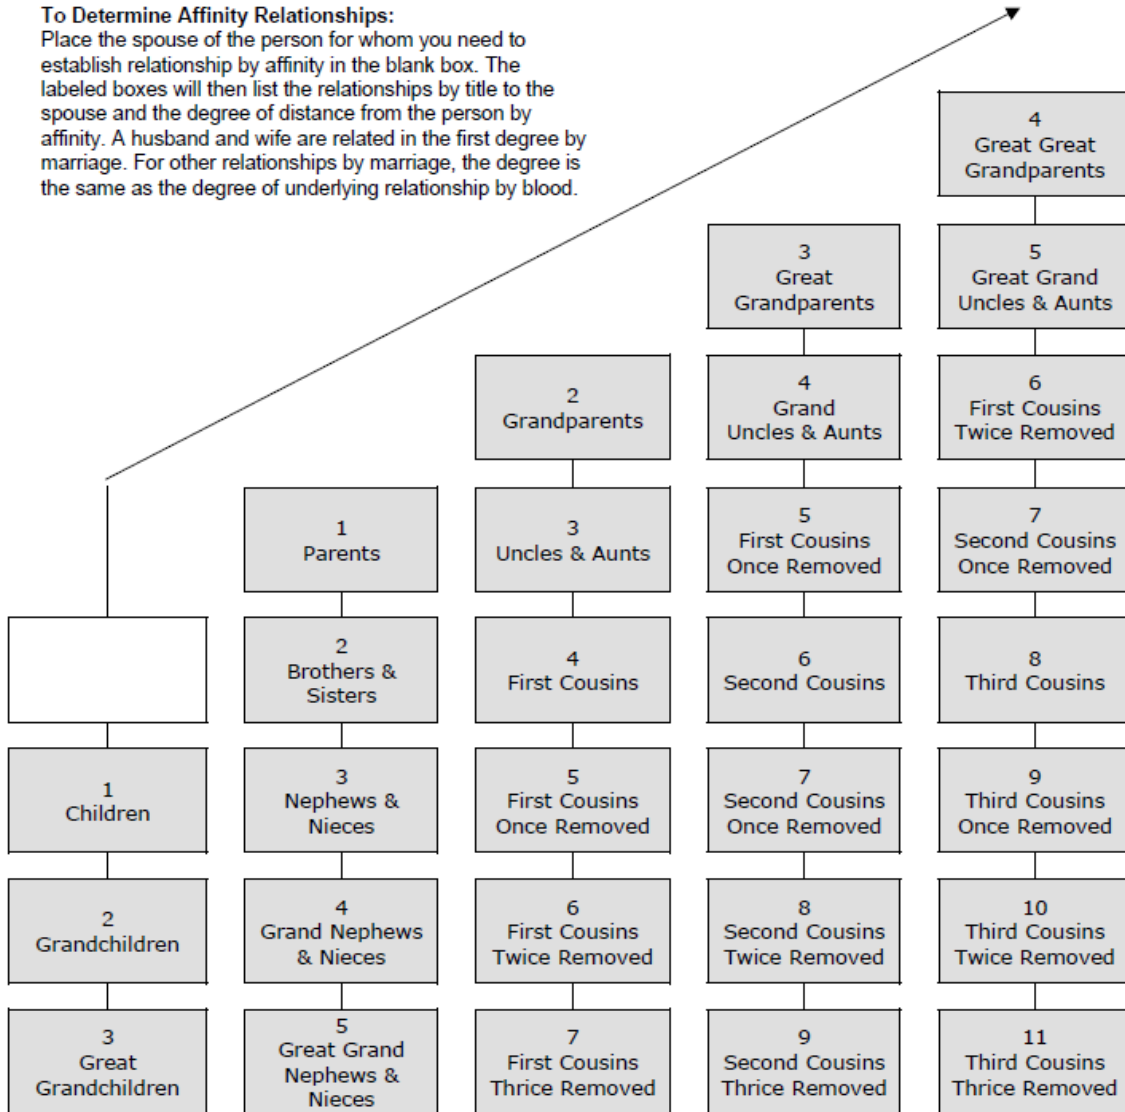 To Determine Affinity Relationships:
Place the spouse of the person for whom you need to
establish relationship by affinity in the blank box. The
labeled boxes will then list the relationships by title to the
spouse and the degree of distance from the person by
affinity. A husband and wife are related in the first degree by
marriage. For other relationships by marriage, the degree is
the same as the degree of underlying relationship by blood.
4
Great Great
Grandparents
3
Great
Grandparents
5
Great Grand
Uncles & Aunts
2
Grandparents
4
Grand
Uncles & Aunts
6
First Cousins
Twice Removed
1
Parents
3
Uncles & Aunts
5
First Cousins
Once Removed
7
Second Cousins
Once Removed
2
Brothers &
Sisters
4
First Cousins
6
Second Cousins
8
Third Cousins
1
Children
3
Nephews &
Nieces
5
First Cousins
Once Removed
7
Second Cousins
Once Removed
9
Third Cousins
Once Removed
2
Grandchildren
4
Grand Nephews
& Nieces
6
First Cousins
Twice Removed
8
Second Cousins
Twice Removed
10
Third Cousins
Twice Removed
3
Great
Grandchildren
5
Great Grand
Nephews &
Nieces
7
First Cousins
Thrice Removed
9
Second Cousins
Thrice Removed
11
Third Cousins
Thrice Removed